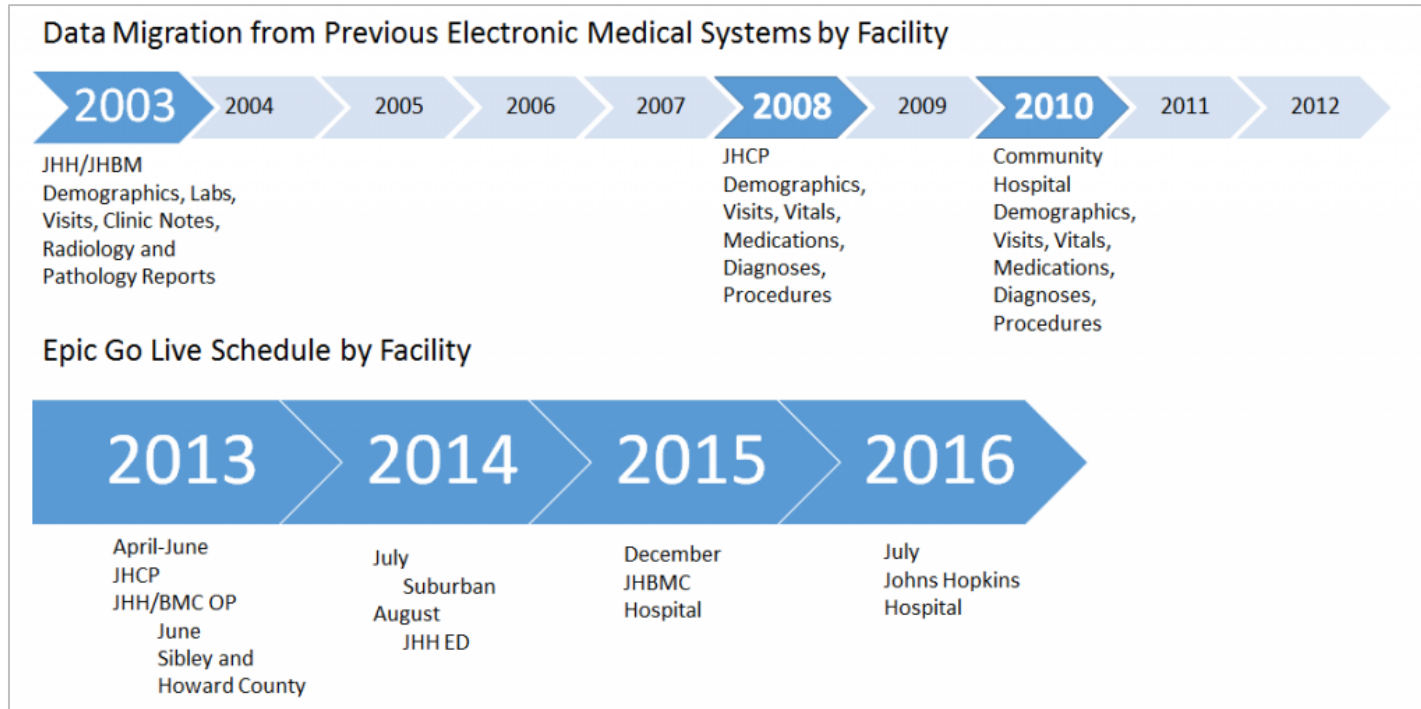 Data Migration from Previous Electronic Medical Systems by Facility
2003
2004
2005
2006
2007
2008
2009
2010
2011
2012
JHH/JHBM
Demographics, Labs,
Visits, Clinic Notes,
Radiology and
Pathology Reports
JHCP
Demographics,
Visits, Vitals,
Medications,
Diagnoses,
Procedures
Community
Hospital
Demographics,
Visits, Vitals,
Medications,
Diagnoses,
Procedures
Epic Go Live Schedule by Facility
2013
2014
2015
2016
April-June
JHCP
JHH/BMC OP
June
Sibley and
Howard County
July
Suburban
August
JHH ED
December
JHBMC
Hospital
July
Johns Hopkins
Hospital